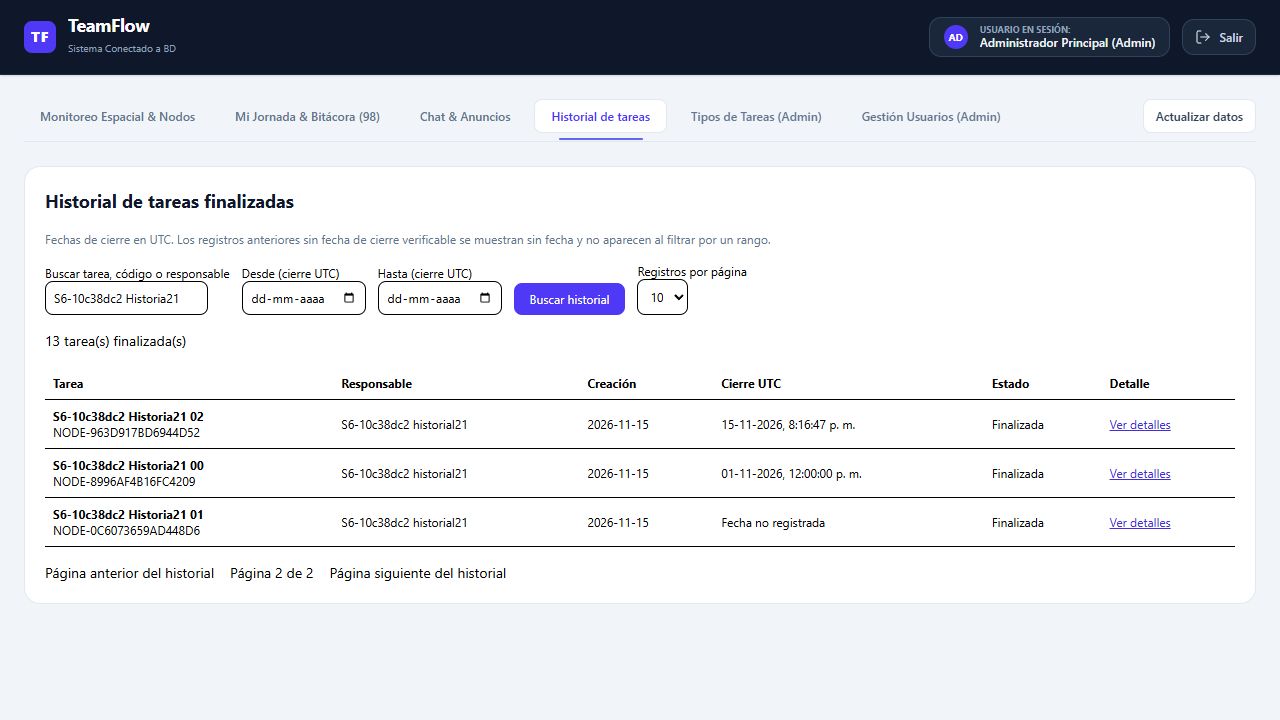 TF
TeamFlow
Sistema Conectado a BD
AD
USUARIO EN SESIÓN:
Administrador Principal (Admin)
Salir
Monitoreo Espacial & Nodos
Mi Jornada & Bitácora (98)
Chat & Anuncios
Historial de tareas
Tipos de Tareas (Admin)
Gestión Usuarios (Admin)
Actualizar datos
Historial de tareas finalizadas
Fechas de cierre en UTC. Los registros anteriores sin fecha de cierre verificable se muestran sin fecha y no aparecen al filtrar por un rango.
Buscar tarea, código o responsable
S6-10c38dc2 Historia21
Desde (cierre UTC)
dd-mm-aaaa
Hasta (cierre UTC)
dd-mm-aaaa
Buscar historial
Registros por página
10
13 tarea(s) finalizada(s)
Tarea Responsable Creación Cierre UTC Estado Detalle
S6-10c38dc2 Historia21 02
NODE-963D917BD6944D52
S6-10c38dc2 historial21 2026-11-15 15-11-2026, 8:16:47 p. m. Finalizada Ver detalles
S6-10c38dc2 Historia21 00
NODE-8996AF4B16FC4209
S6-10c38dc2 historial21 2026-11-15 01-11-2026, 12:00:00 p. m. Finalizada Ver detalles
S6-10c38dc2 Historia21 01
NODE-0C6073659AD448D6
S6-10c38dc2 historial21 2026-11-15 Fecha no registrada Finalizada Ver detalles
Página anterior del historial Página 2 de 2 Página siguiente del historial